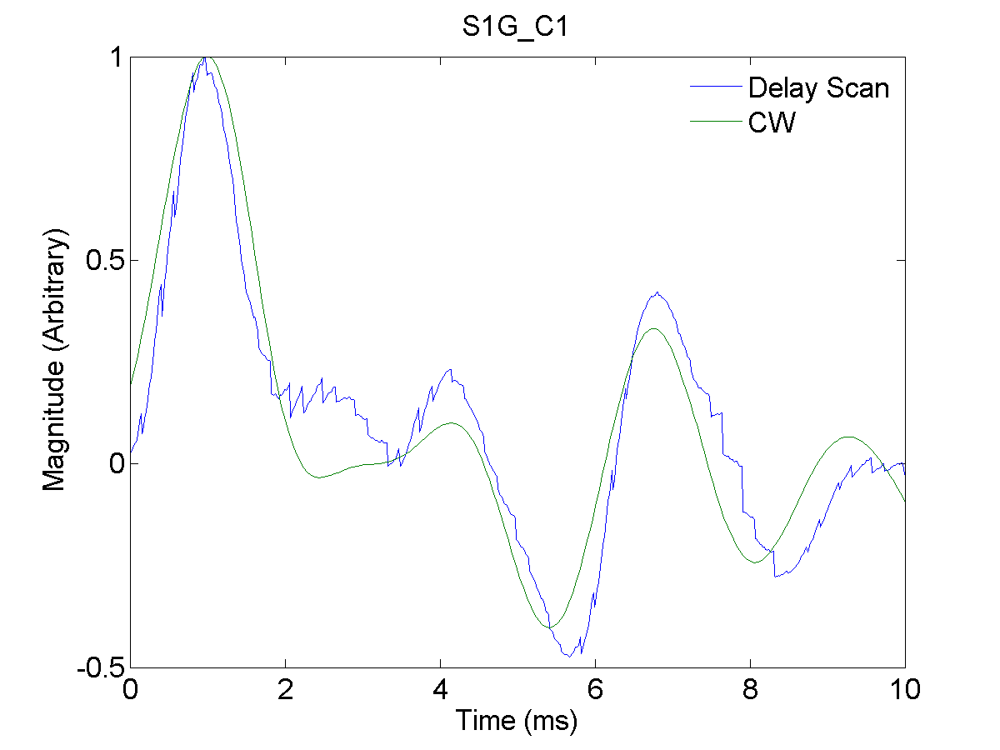 S1G_C1
1
0.5
0
-0.5
Magnitude (Arbitrary)
Delay Scan
CW
0 2 4 6 8 10
Time (ms)